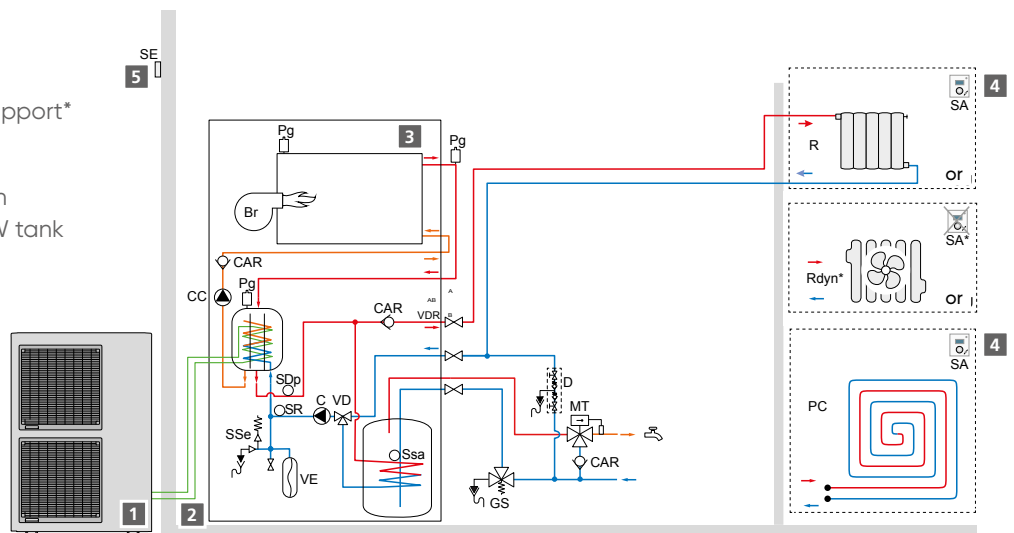 SE
5
pport*
n
V tank
1
2
3
Pg
Pg
Br
CAR
Pg
CC
CAR
AB
A
VDR
B
SDp
SR
C VD
SSe
VE
Ssa
D
MT
CAR
GS
4
SA
R
or
SA*
Rdyn*
or
4
SA
PC